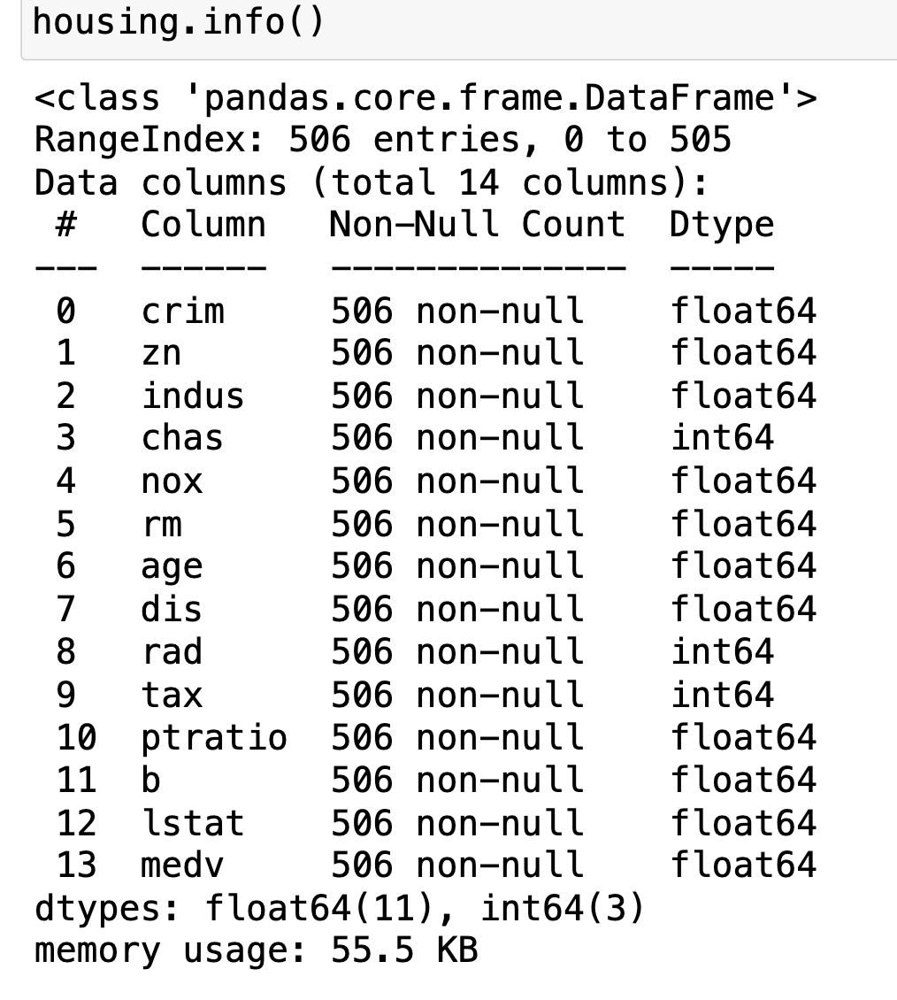 housing.info()
<class 'pandas.core.frame.DataFrame'>
RangeIndex: 506 entries, 0 to 505
Data columns (total 14 columns):
 #   Column   Non-Null Count  Dtype
---  ------   --------------  -----
 0   crim     506 non-null    float64
 1   zn       506 non-null    float64
 2   indus    506 non-null    float64
 3   chas     506 non-null    int64
 4   nox      506 non-null    float64
 5   rm       506 non-null    float64
 6   age      506 non-null    float64
 7   dis      506 non-null    float64
 8   rad      506 non-null    int64
 9   tax      506 non-null    int64
 10  ptratio  506 non-null    float64
 11  b        506 non-null    float64
 12  lstat    506 non-null    float64
 13  medv     506 non-null    float64
dtypes: float64(11), int64(3)
memory usage: 55.5 KB